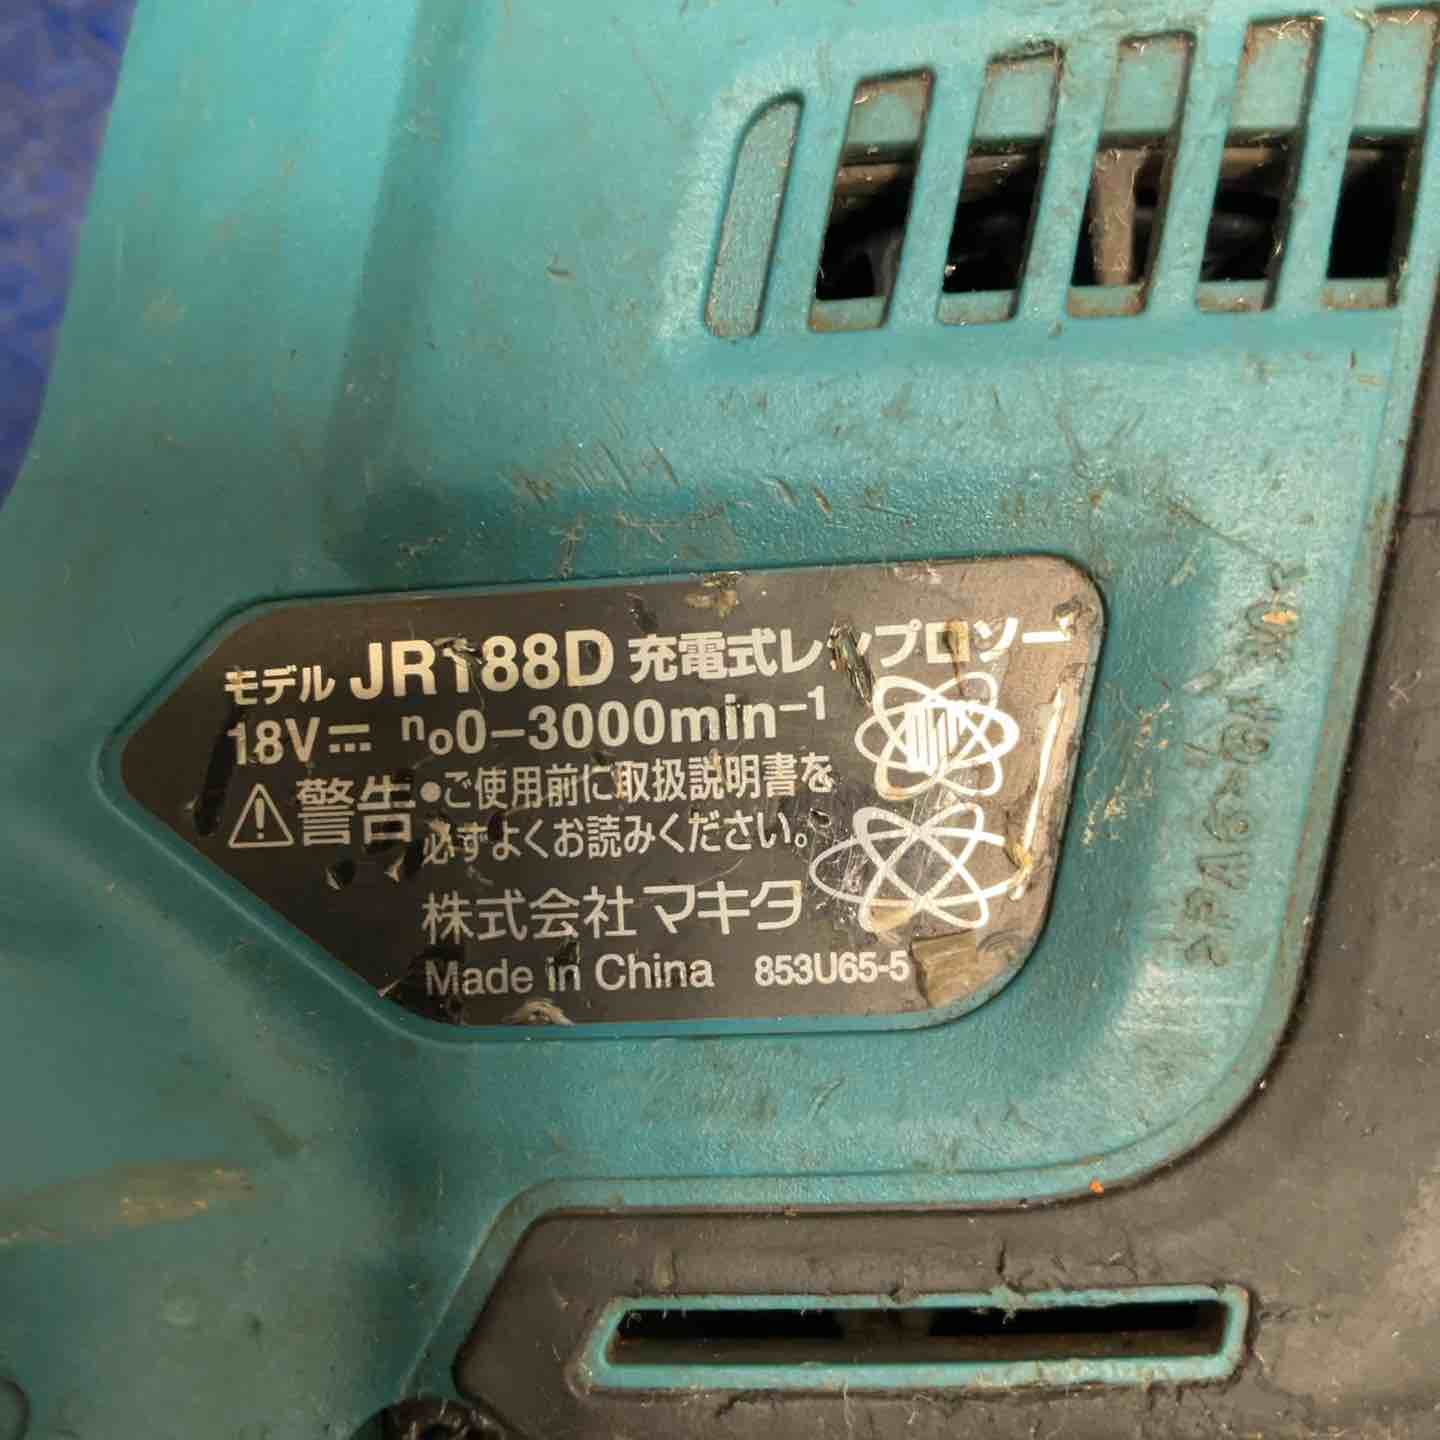 モデル JR188D 充電式レシプロソー
18V⎓ n₀0-3000min⁻¹
⚠警告 ●ご使用前に取扱説明書を
必ずよくお読みください。
株式会社マキタ
Made in China 853U65-5